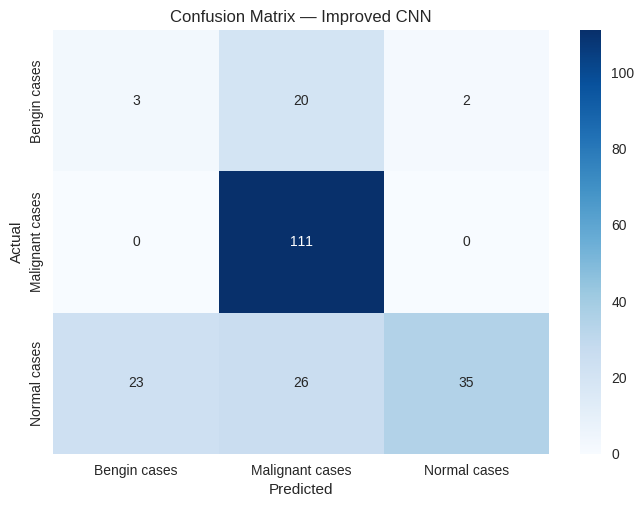 Confusion Matrix — Improved CNN
Actual
Bengin cases
Malignant cases
Normal cases
3 20 2
0 111 0
23 26 35
Bengin cases Malignant cases Normal cases
Predicted
100
80
60
40
20
0